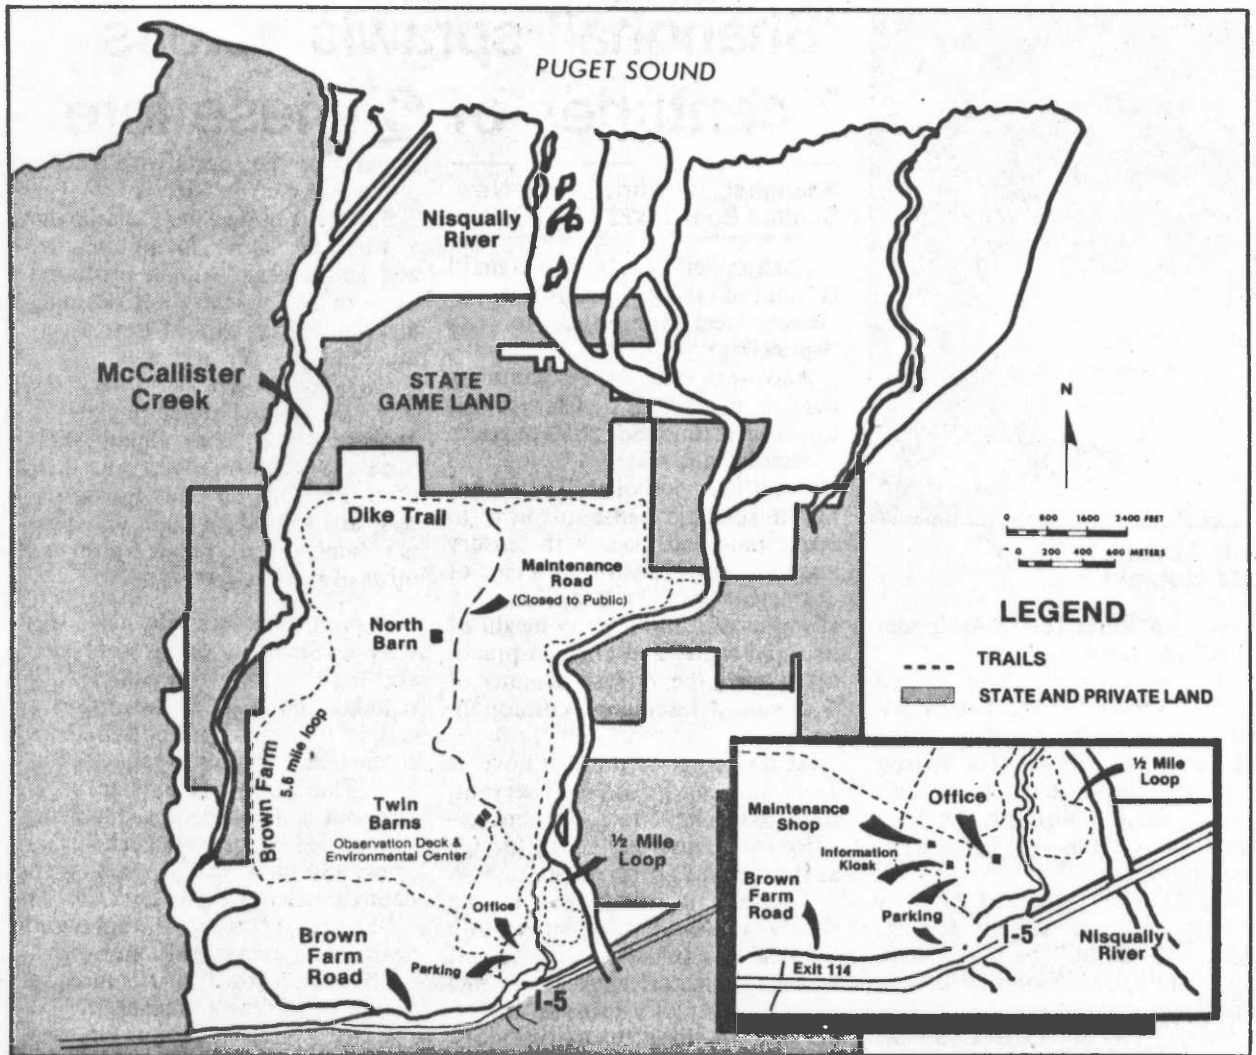 PUGET SOUND
Nisqually
River
McCallister
Creek
STATE
GAME LAND
N
800 1600 2400 FEET
0 200 400 600 METERS
Dike Trail
Maintenance
Road
(Closed to Public)
North
Barn
LEGEND
TRAILS
STATE AND PRIVATE LAND
Brown Farm
5.6 mile loop
Twin
Barns
Observation Deck &
Environmental Center
½ Mile
Loop
Office
Brown
Farm
Road
Parking
I-5
½ Mile
Loop
Office
Maintenance
Shop
Information
Kiosk
Brown
Farm
Road
Parking
I-5
Nisqually
River
Exit 114